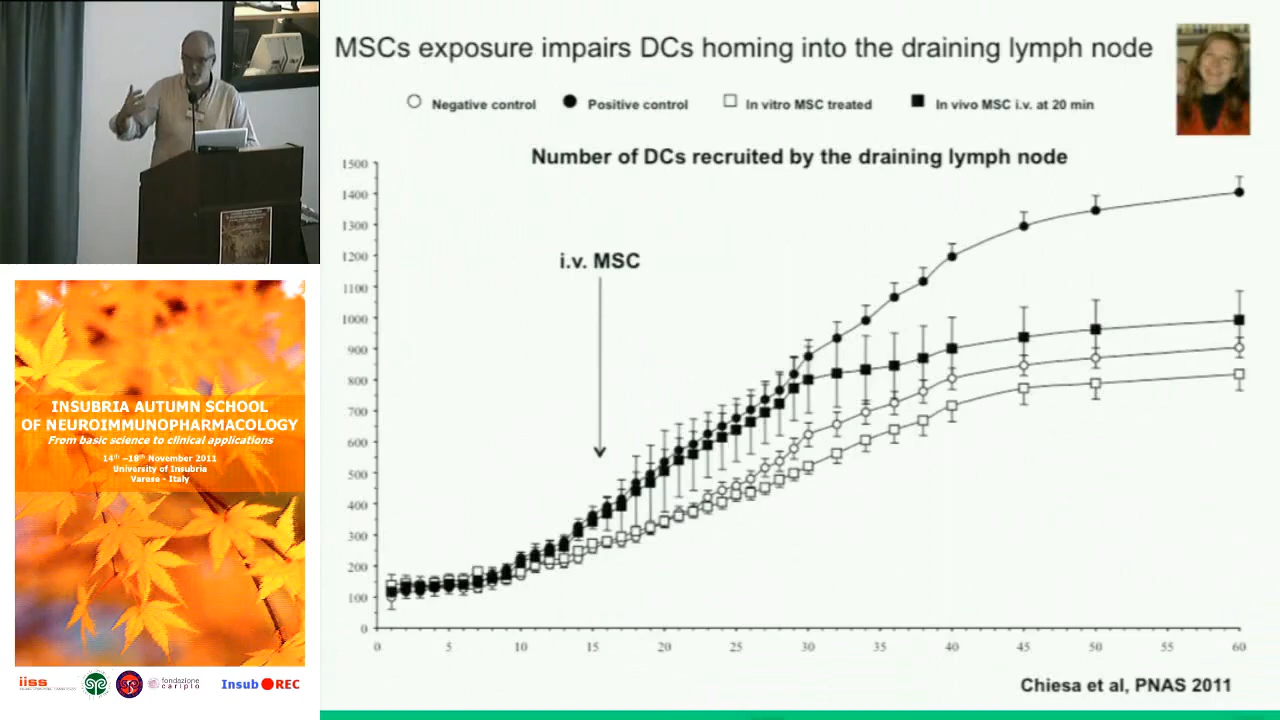 MSCs exposure impairs DCs homing into the draining lymph node
Negative control
Positive control
In vitro MSC treated
In vivo MSC i.v. at 20 min
Number of DCs recruited by the draining lymph node
i.v. MSC
1500
1400
1300
1200
1100
1000
900
800
700
600
500
400
300
200
100
0
0 5 10 15 20 25 30 35 40 45 50 55 60
Chiesa et al, PNAS 2011
INSUBRIA AUTUMN SCHOOL
OF NEUROIMMUNOPHARMACOLOGY
From basic science to clinical applications
14th –18th November 2011
University of Insubria
Varese - Italy
iiss
fondazione
cariplo
Insub REC